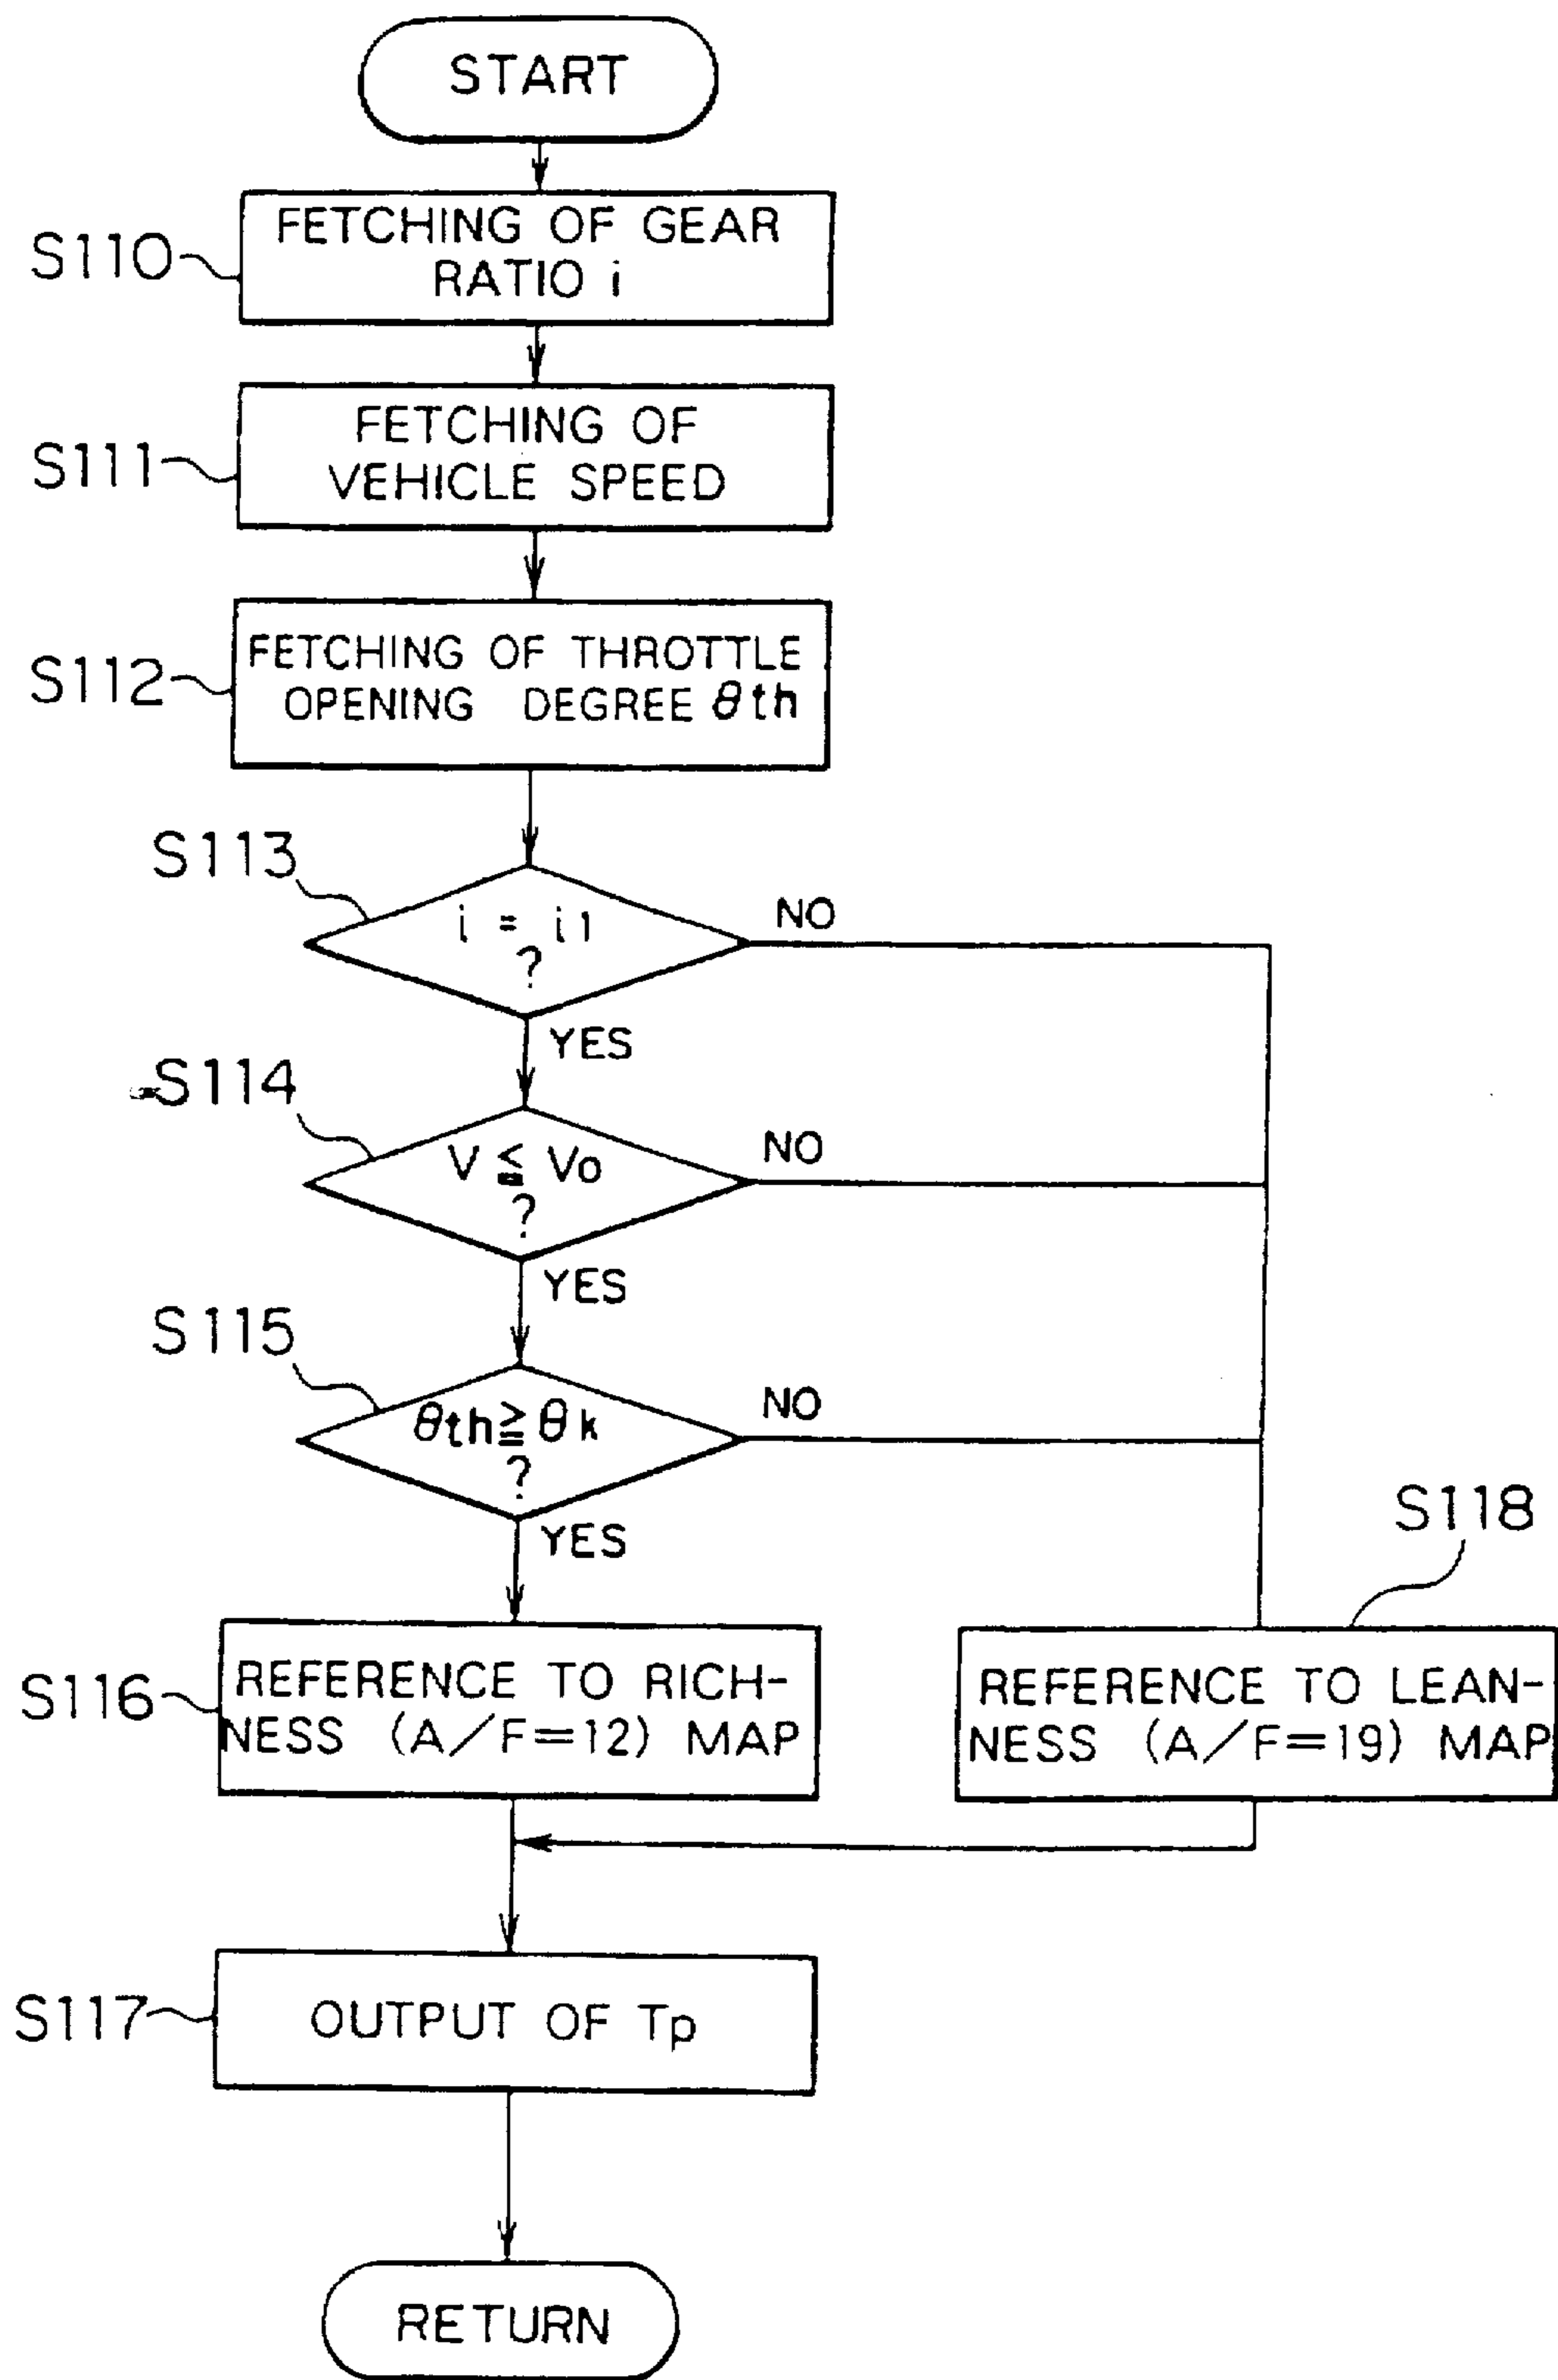 START
S110
FETCHING OF GEAR
RATIO i
S111
FETCHING OF
VEHICLE SPEED
S112
FETCHING OF THROTTLE
OPENING DEGREE θth
S113
i = i1
?
NO
YES
S114
V ≦ Vo
?
NO
YES
S115
θth ≧ θk
?
NO
YES
S116
REFERENCE TO RICH-
NESS (A/F=12) MAP
S118
REFERENCE TO LEAN-
NESS (A/F=19) MAP
S117
OUTPUT OF Tp
RETURN